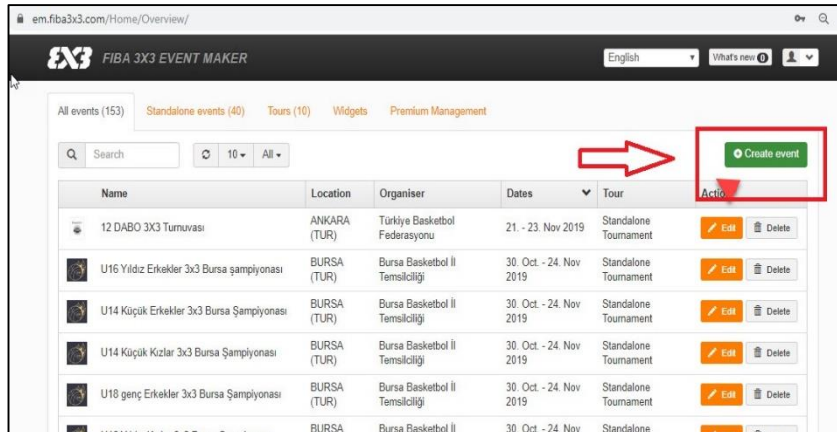 em.fiba3x3.com/Home/Overview/
3X3 FIBA 3X3 EVENT MAKER
English
What's new 0
All events (153)
Standalone events (40)
Tours (10)
Widgets
Premium Management
Search
10
All
Create event
Name Location Organiser Dates Tour
12 DABO 3X3 Turnuvası
ANKARA
(TUR)
Türkiye Basketbol
Federasyonu
21. - 23. Nov 2019
Standalone
Tournament
Edit
Delete
U16 Yıldız Erkekler 3x3 Bursa şampiyonası
BURSA
(TUR)
Bursa Basketbol İl
Temsilciliği
30. Oct. - 24. Nov
2019
Standalone
Tournament
Edit
Delete
U14 Küçük Erkekler 3x3 Bursa Şampiyonası
BURSA
(TUR)
Bursa Basketbol İl
Temsilciliği
30. Oct. - 24. Nov
2019
Standalone
Tournament
Edit
Delete
U14 Küçük Kızlar 3x3 Bursa Şampiyonası
BURSA
(TUR)
Bursa Basketbol İl
Temsilciliği
30. Oct. - 24. Nov
2019
Standalone
Tournament
Edit
Delete
U18 genç Erkekler 3x3 Bursa Şampiyonası
BURSA
(TUR)
Bursa Basketbol İl
Temsilciliği
30. Oct. - 24. Nov
2019
Standalone
Tournament
Edit
Delete
BURSA
Bursa Basketbol İl
30. Oct. - 24. Nov
Standalone